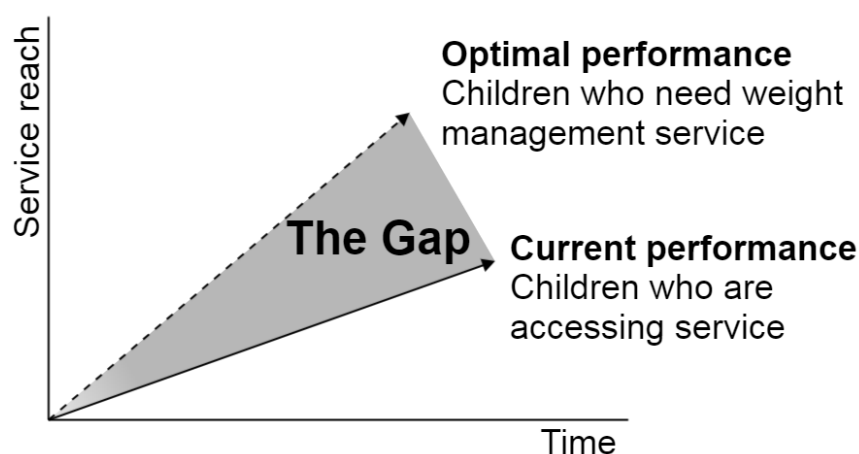 Service reach
Optimal performance
Children who need weight
management service
The Gap
Current performance
Children who are
accessing service
Time